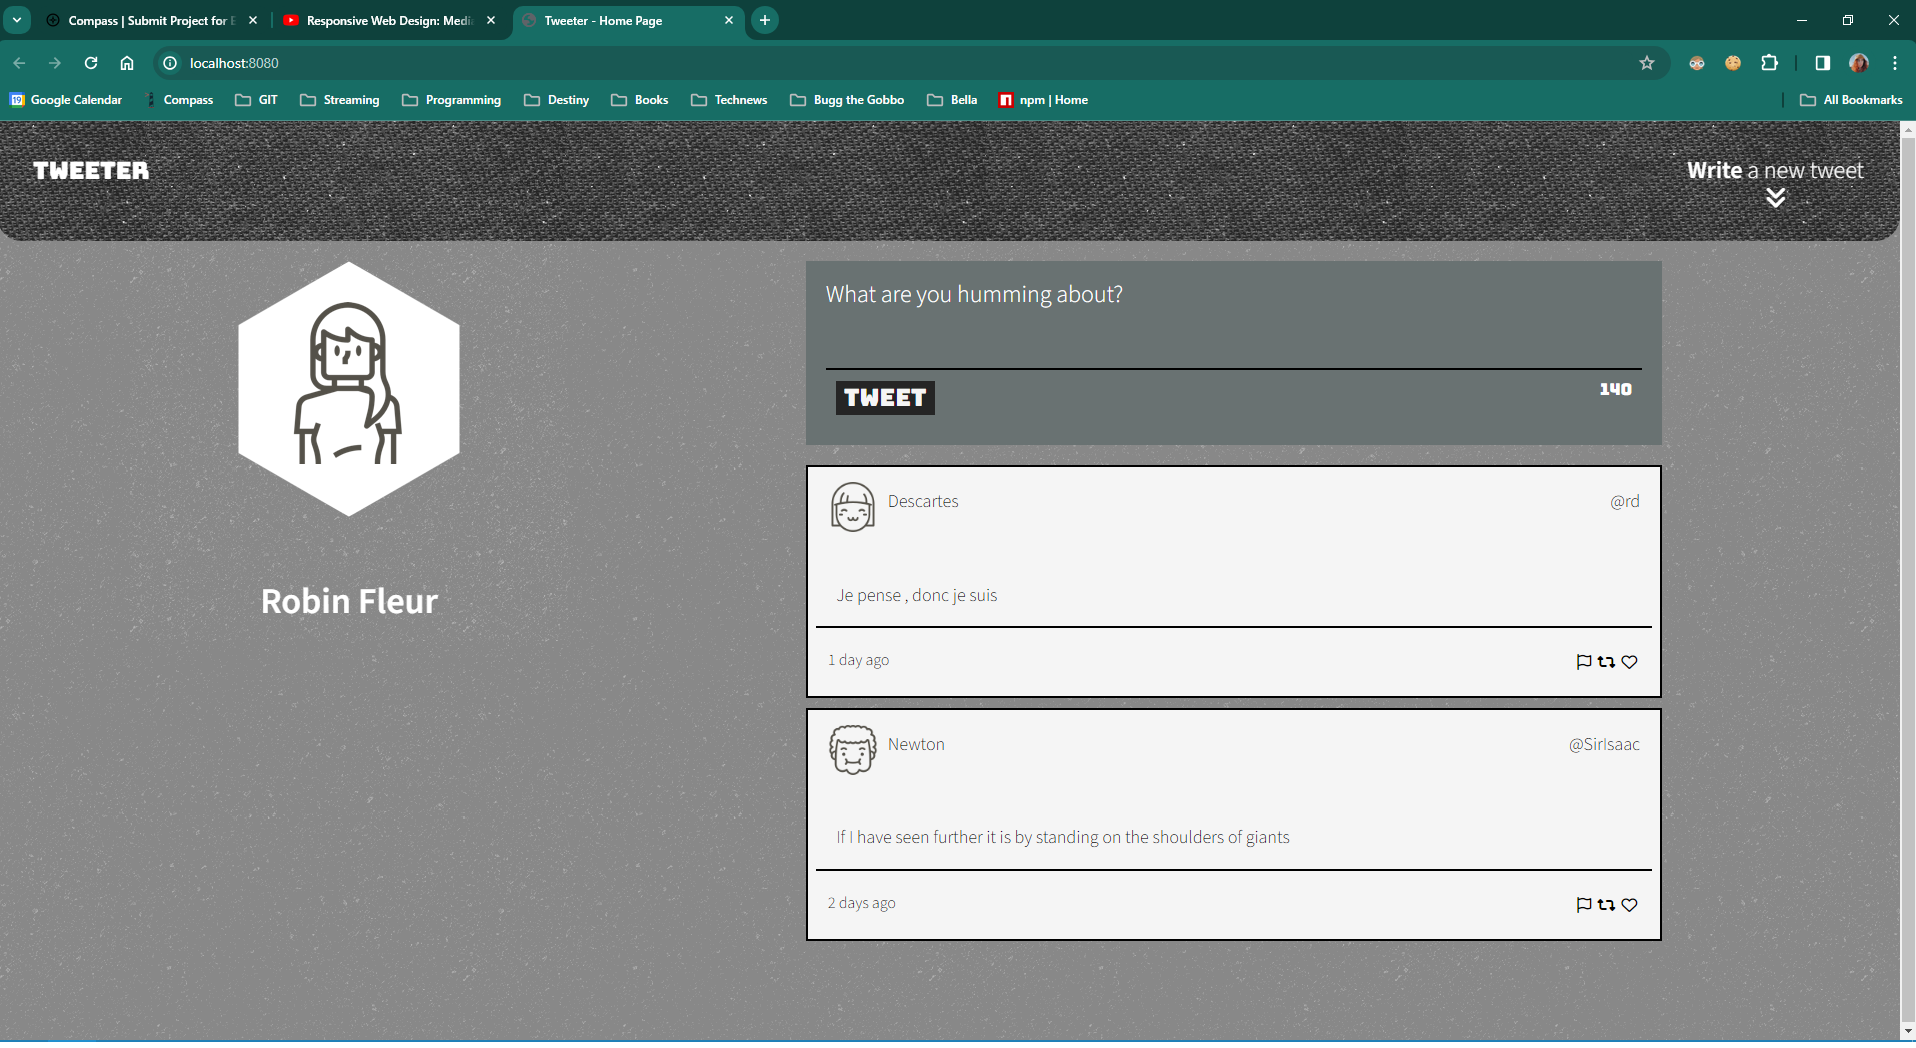 Compass | Submit Project for E
Responsive Web Design: Media
Tweeter - Home Page
localhost:8080
19 Google Calendar
Compass
GIT
Streaming
Programming
Destiny
Books
Technews
Bugg the Gobbo
Bella
npm | Home
All Bookmarks
TWEETER
Write a new tweet
What are you humming about?
TWEET
140
Robin Fleur
Descartes
@rd
Je pense , donc je suis
1 day ago
Newton
@SirIsaac
If I have seen further it is by standing on the shoulders of giants
2 days ago